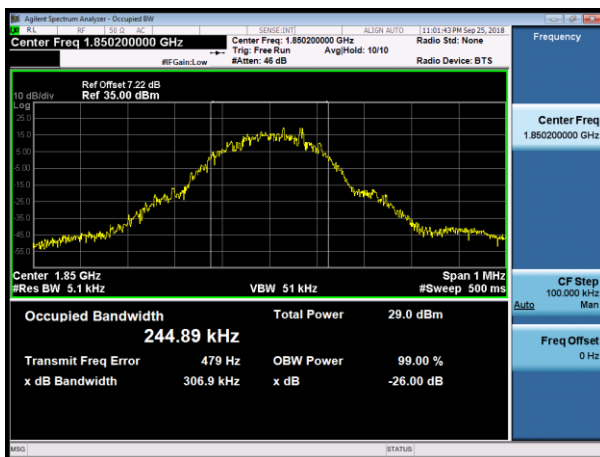 Agilent Spectrum Analyzer - Occupied BW
RL RF 50 Ω AC SENSE:INT ALIGN AUTO 11:01:43 PM Sep 25, 2018
Center Freq 1.850200000 GHz Center Freq: 1.850200000 GHz Radio Std: None
Trig: Free Run Avg|Hold: 10/10
#IFGain:Low #Atten: 46 dB Radio Device: BTS
Ref Offset 7.22 dB
10 dB/div Ref 35.00 dBm
Log
25.0
15.0
5.00
-5.00
-15.0
-25.0
-35.0
-45.0
-55.0
Center 1.85 GHz Span 1 MHz
#Res BW 5.1 kHz VBW 51 kHz #Sweep 500 ms
Occupied Bandwidth Total Power 29.0 dBm
244.89 kHz
Transmit Freq Error 479 Hz OBW Power 99.00 %
x dB Bandwidth 306.9 kHz x dB -26.00 dB
MSG STATUS
Frequency
Center Freq
1.850200000 GHz
CF Step
100.000 kHz
Auto Man
Freq Offset
0 Hz